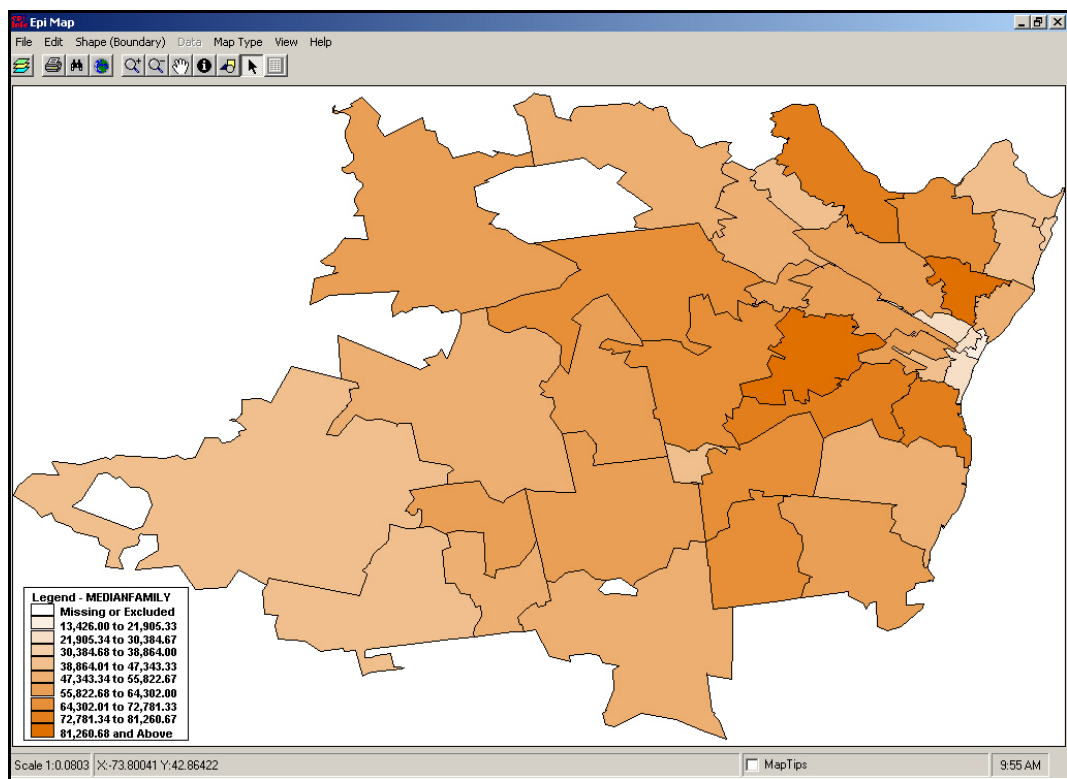 Epi Map
File Edit Shape (Boundary) Data Map Type View Help
Legend - MEDIANFAMILY
Missing or Excluded
13,426.00 to 21,905.33
21,905.34 to 30,384.67
30,384.68 to 38,864.00
38,864.01 to 47,343.33
47,343.34 to 55,822.67
55,822.68 to 64,302.00
64,302.01 to 72,781.33
72,781.34 to 81,260.67
81,260.68 and Above
Scale 1:0.0803 X:-73.80041 Y:42.86422 MapTips 9:55 AM